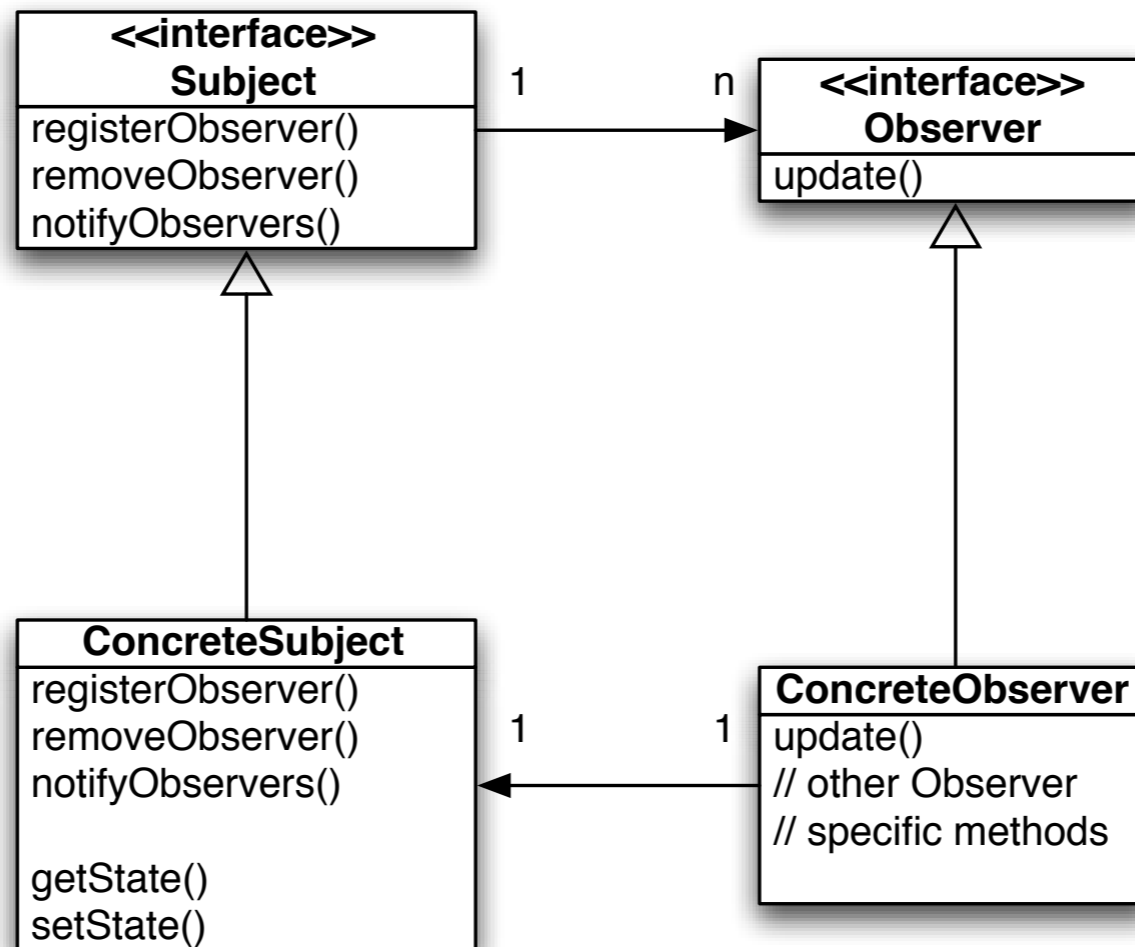 <<interface>>
Subject
registerObserver()
removeObserver()
notifyObservers()
1
n
<<interface>>
Observer
update()
ConcreteSubject
registerObserver()
removeObserver()
notifyObservers()
getState()
setState()
1
1
ConcreteObserver
update()
// other Observer
// specific methods